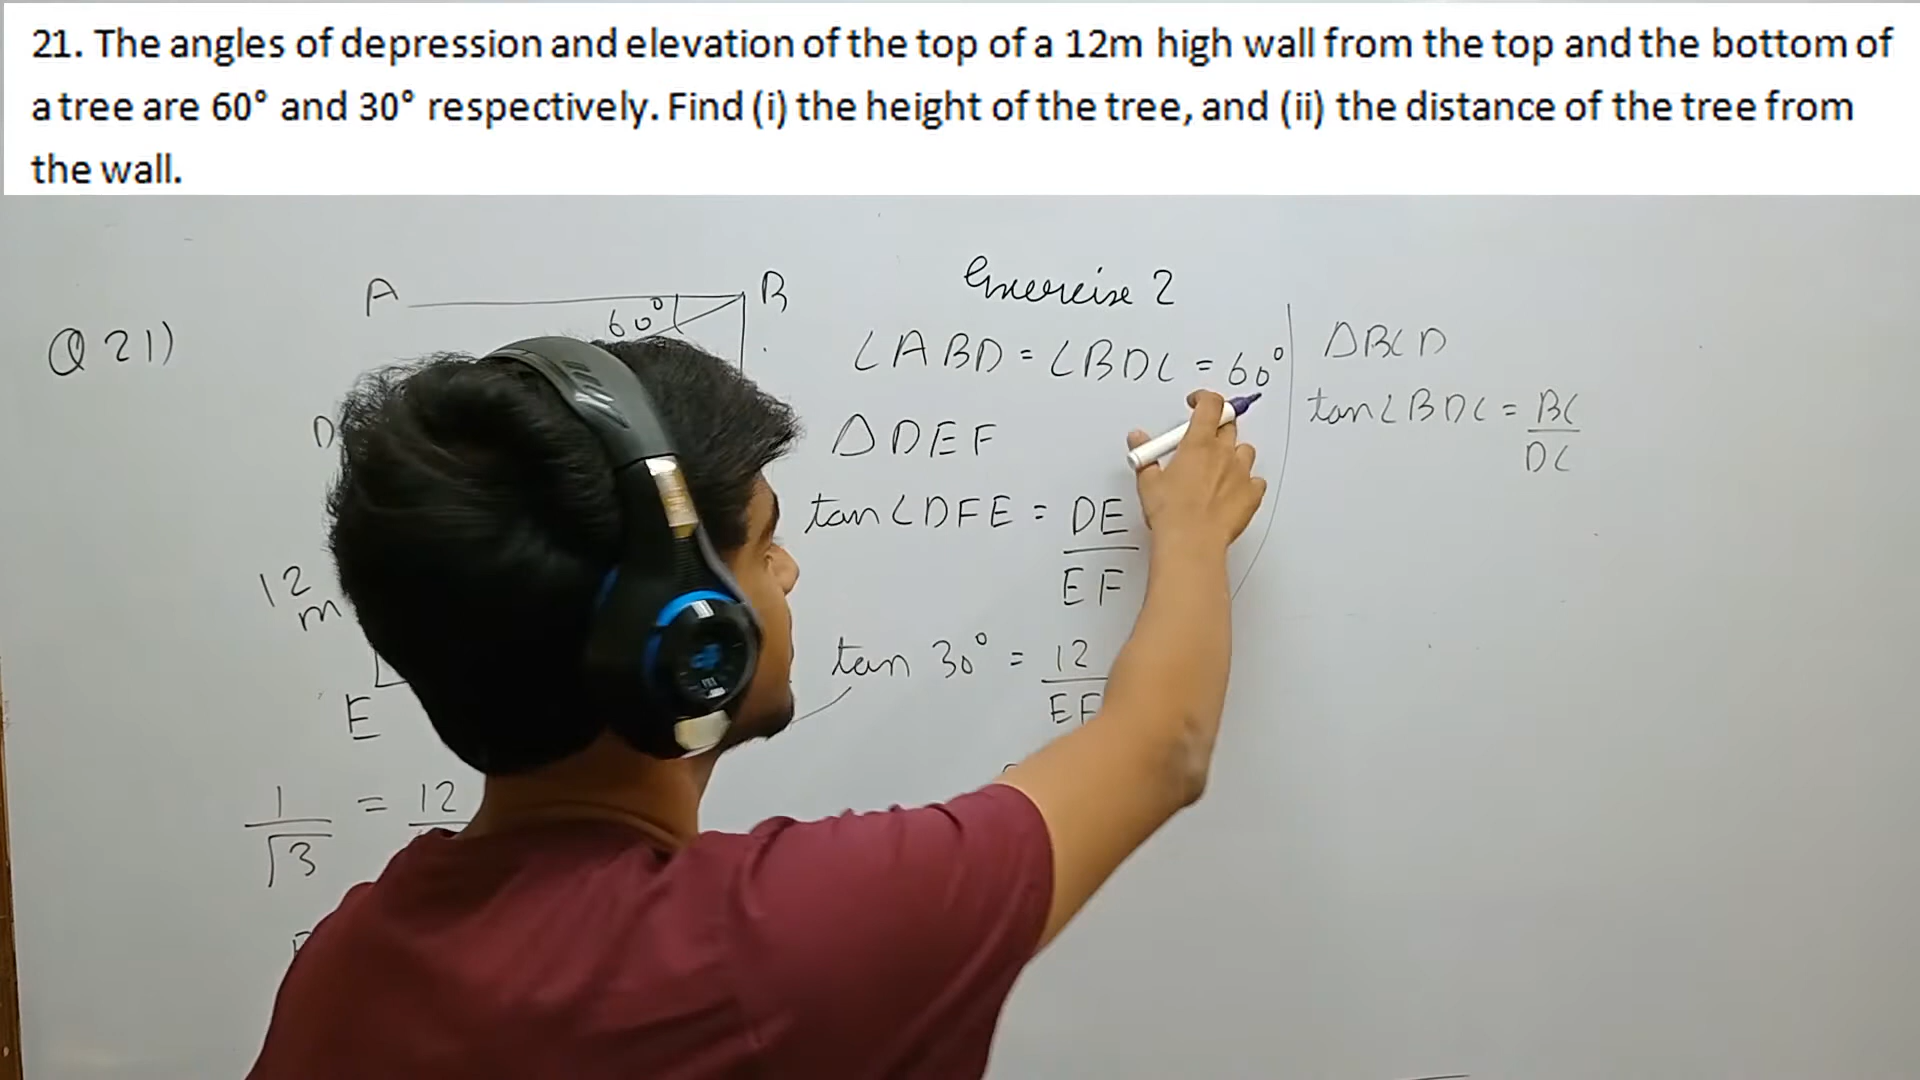 21. The angles of depression and elevation of the top of a 12m high wall from the top and the bottom of
a tree are 60° and 30° respectively. Find (i) the height of the tree, and (ii) the distance of the tree from
the wall.
Exercise 2
Q 21)
A
B
60°
D
12
m
E
1/√3 = 12
∠ABD = ∠BDC = 60°
△DEF
tan∠DFE = DE/EF
tan 30° = 12/EF
△BCD
tan∠BDC = BC/DC